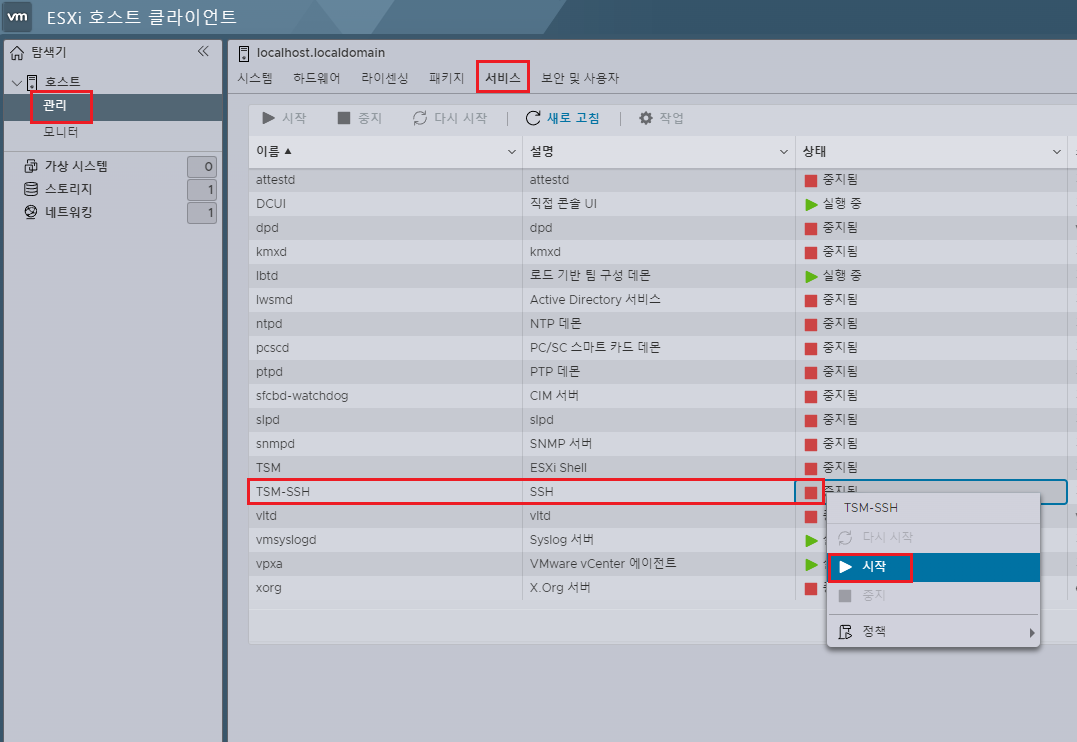 vm ESXi 호스트 클라이언트
탐색기
호스트
관리
모니터
가상 시스템 0
스토리지 1
네트워킹 1
localhost.localdomain
시스템 하드웨어 라이센싱 패키지 서비스 보안 및 사용자
시작 중지 다시 시작 | 새로 고침 | 작업
이름 ▲ 설명 상태
attestd attestd 중지됨
DCUI 직접 콘솔 UI 실행 중
dpd dpd 중지됨
kmxd kmxd 중지됨
lbtd 로드 기반 팀 구성 데몬 실행 중
lwsmd Active Directory 서비스 중지됨
ntpd NTP 데몬 중지됨
pcscd PC/SC 스마트 카드 데몬 중지됨
ptpd PTP 데몬 중지됨
sfcbd-watchdog CIM 서버 중지됨
slpd slpd 중지됨
snmpd SNMP 서버 중지됨
TSM ESXi Shell 중지됨
TSM-SSH SSH 중지됨
vltd vltd
vmsyslogd Syslog 서버
vpxa VMware vCenter 에이전트
xorg X.Org 서버
TSM-SSH
다시 시작
시작
중지
정책